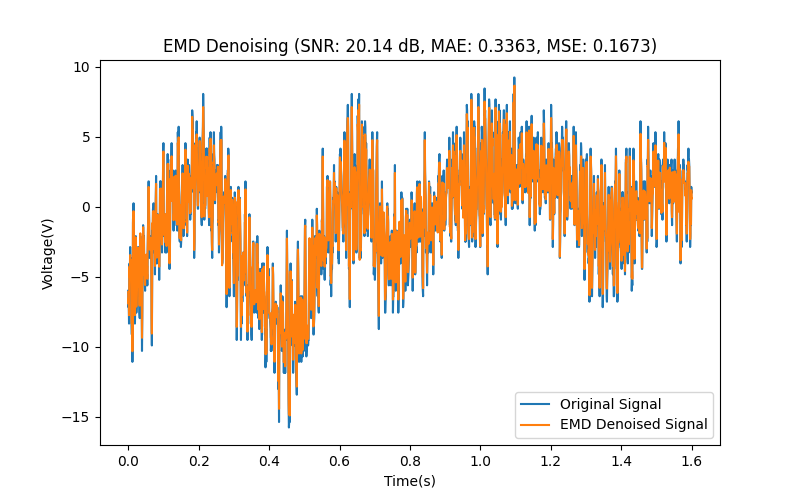 EMD Denoising (SNR: 20.14 dB, MAE: 0.3363, MSE: 0.1673)
10
5
0
−5
−10
−15
Voltage(V)
0.0 0.2 0.4 0.6 0.8 1.0 1.2 1.4 1.6
Time(s)
Original Signal
EMD Denoised Signal